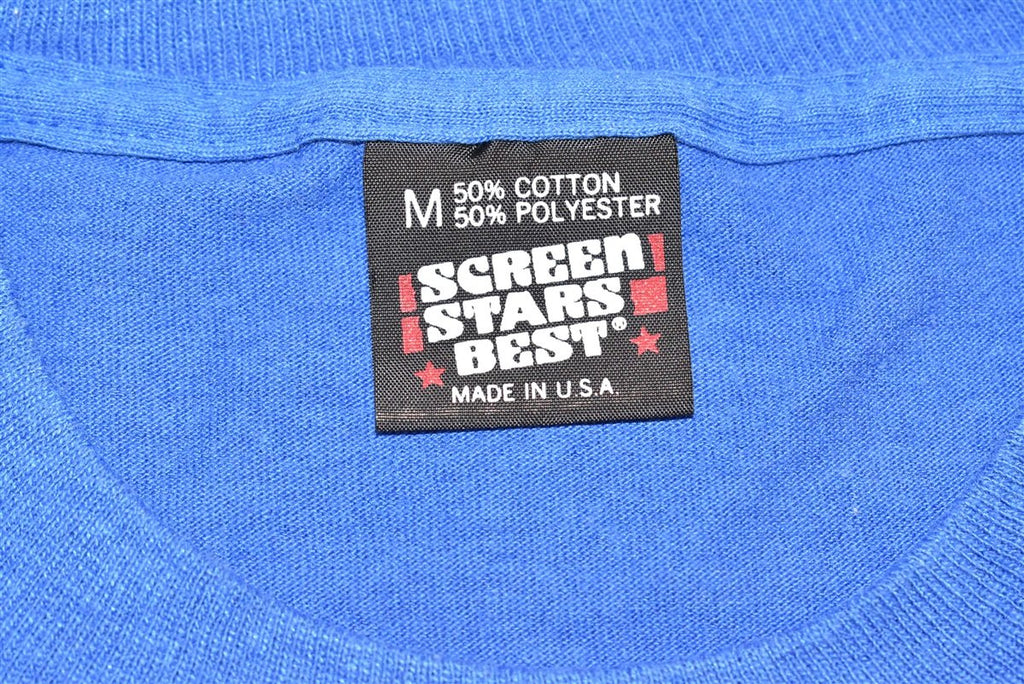 M 50% COTTON
50% POLYESTER
SCREEN
STARS
BEST®
MADE IN U.S.A.